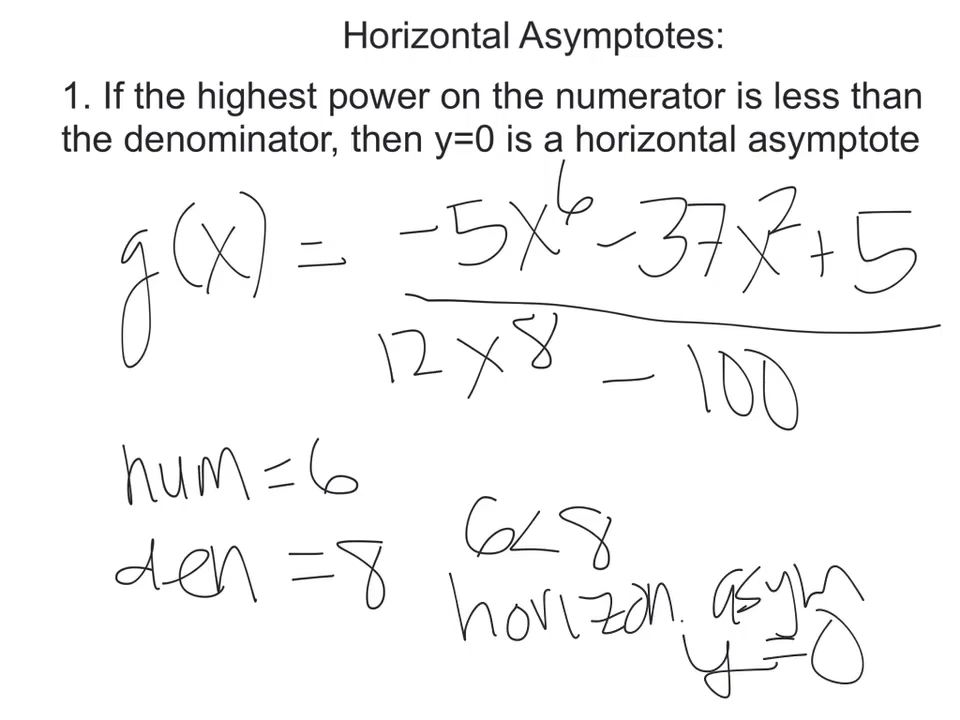 Horizontal Asymptotes:
1. If the highest power on the numerator is less than
the denominator, then y=0 is a horizontal asymptote
g(x) = -5x^6 - 37x^2 + 5
12x^8 - 100
num = 6
den = 8
6<8
horizon. asym
y=0